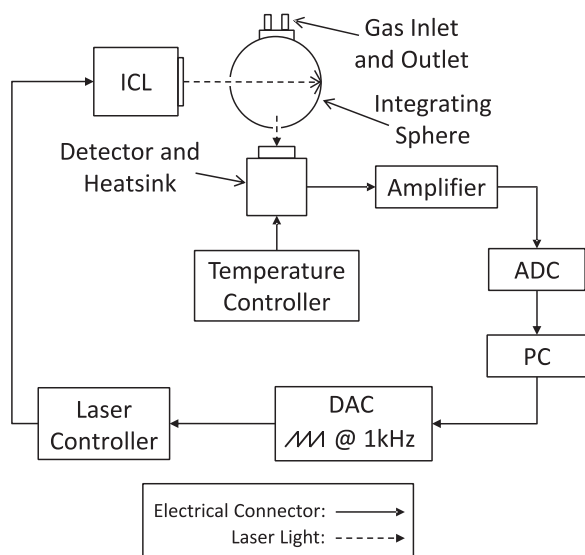 Gas Inlet
and Outlet
ICL
Integrating
Sphere
Detector and
Heatsink
Amplifier
Temperature
Controller
ADC
PC
Laser
Controller
DAC
@ 1kHz
Electrical Connector:
Laser Light: